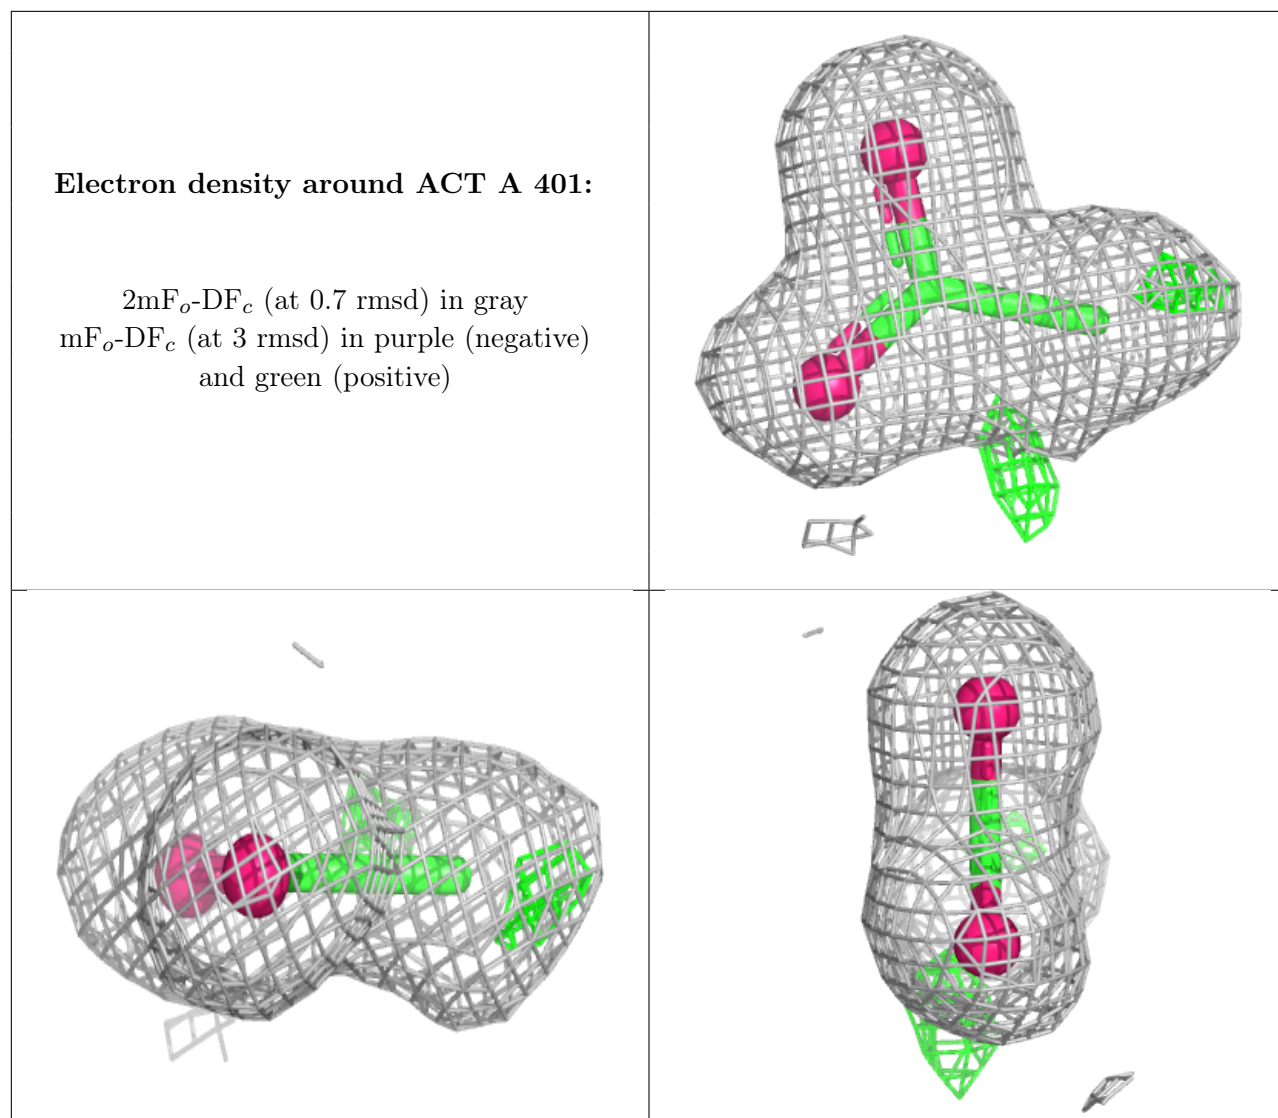 Electron density around ACT A 401:
2mFₒ-DF𝒸 (at 0.7 rmsd) in gray
mFₒ-DF𝒸 (at 3 rmsd) in purple (negative)
and green (positive)